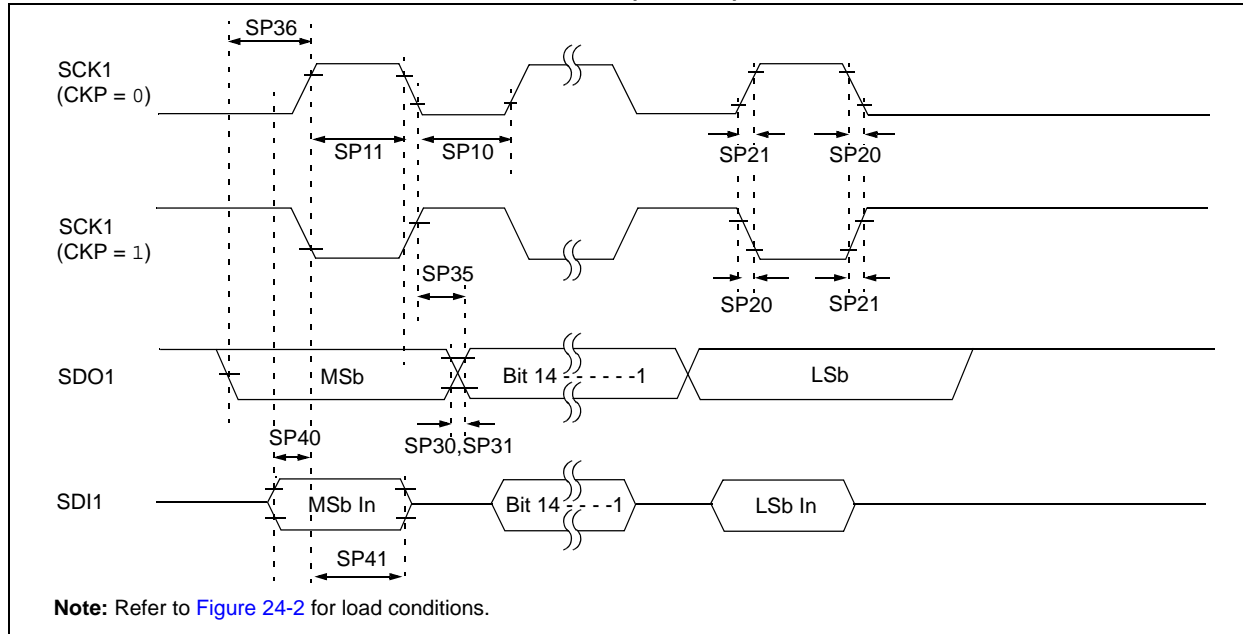 SP36
SCK1
(CKP = 0)
SP11
SP10
SP21
SP20
SCK1
(CKP = 1)
SP35
SP20
SP21
SDO1
MSb
Bit 14 - - - - - -1
LSb
SP40
SP30,SP31
SDI1
MSb In
Bit 14 - - - -1
LSb In
SP41
Note: Refer to Figure 24-2 for load conditions.